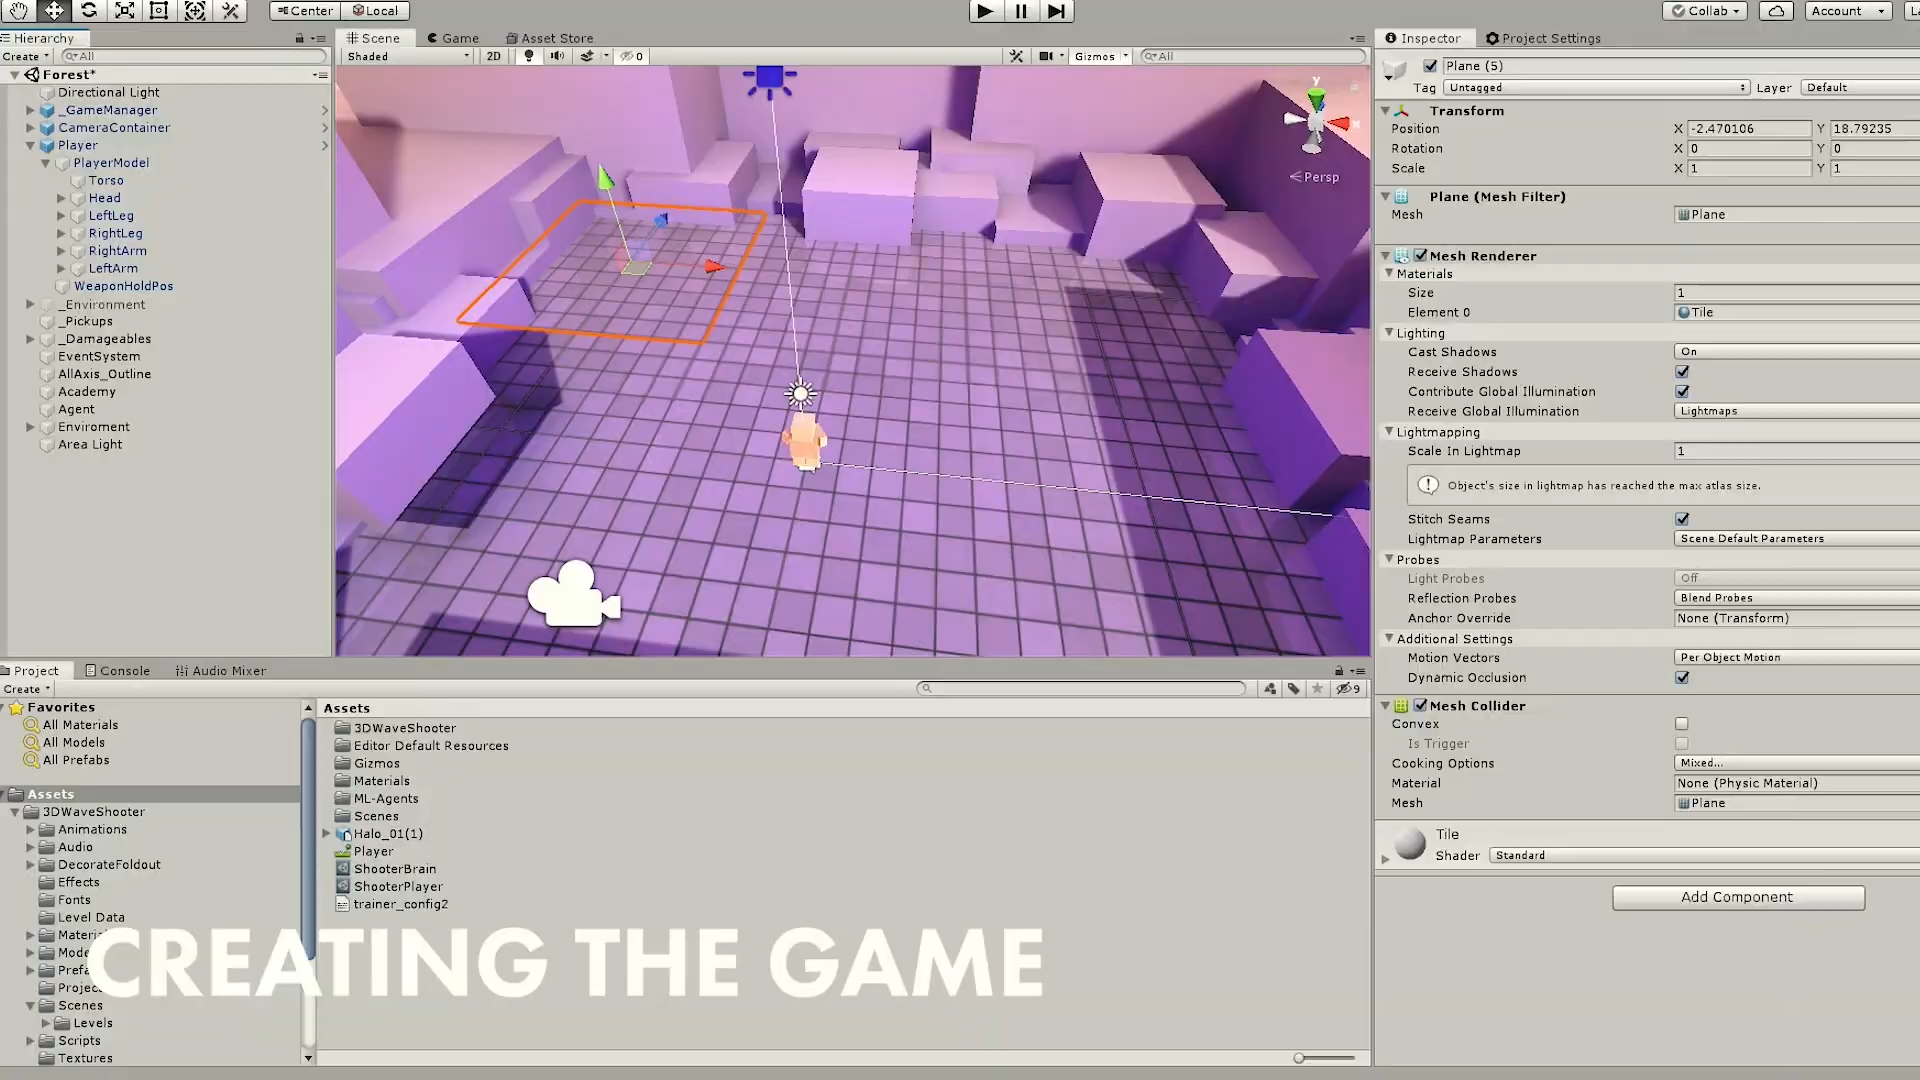 Center
Local
Collab
Account
Hierarchy
Scene
Game
Asset Store
Inspector
Project Settings
Create
All
Shaded
2D
0
Gizmos
All
Plane (5)
Forest*
Tag
Untagged
Layer
Default
Directional Light
_GameManager
CameraContainer
Player
PlayerModel
Torso
Head
LeftLeg
RightLeg
RightArm
LeftArm
WeaponHoldPos
_Environment
_Pickups
_Damageables
EventSystem
AllAxis_Outline
Academy
Agent
Enviroment
Area Light
y
Persp
Transform
Position X -2.470106 Y 18.79235
Rotation X 0 Y 0
Scale X 1 Y 1
Plane (Mesh Filter)
Mesh Plane
Mesh Renderer
Materials
Size 1
Element 0 Tile
Lighting
Cast Shadows On
Receive Shadows
Contribute Global Illumination
Receive Global Illumination Lightmaps
Lightmapping
Scale In Lightmap 1
Object's size in lightmap has reached the max atlas size.
Stitch Seams
Lightmap Parameters Scene Default Parameters
Probes
Light Probes Off
Reflection Probes Blend Probes
Anchor Override None (Transform)
Additional Settings
Motion Vectors Per Object Motion
Dynamic Occlusion
Mesh Collider
Convex
Is Trigger
Cooking Options Mixed...
Material None (Physic Material)
Mesh Plane
Tile
Shader Standard
Add Component
Project
Console
Audio Mixer
Create
9
Favorites
All Materials
All Models
All Prefabs
Assets
3DWaveShooter
Animations
Audio
DecorateFoldout
Effects
Fonts
Level Data
Scenes
Levels
Scripts
Textures
Assets
3DWaveShooter
Editor Default Resources
Gizmos
Materials
ML-Agents
Scenes
Halo_01(1)
Player
ShooterBrain
ShooterPlayer
trainer_config2
CREATING THE GAME